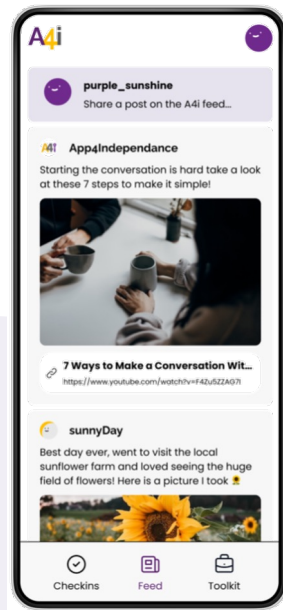 A4i
purple_sunshine
Share a post on the A4i feed...
A4i App4Independance
Starting the conversation is hard take a look
at these 7 steps to make it simple!
7 Ways to Make a Conversation Wit...
https://www.youtube.com/watch?v=F4Zu5ZZAG7I
sunnyDay
Best day ever, went to visit the local
sunflower farm and loved seeing the huge
field of flowers! Here is a picture I took 🌻
Checkins Feed Toolkit